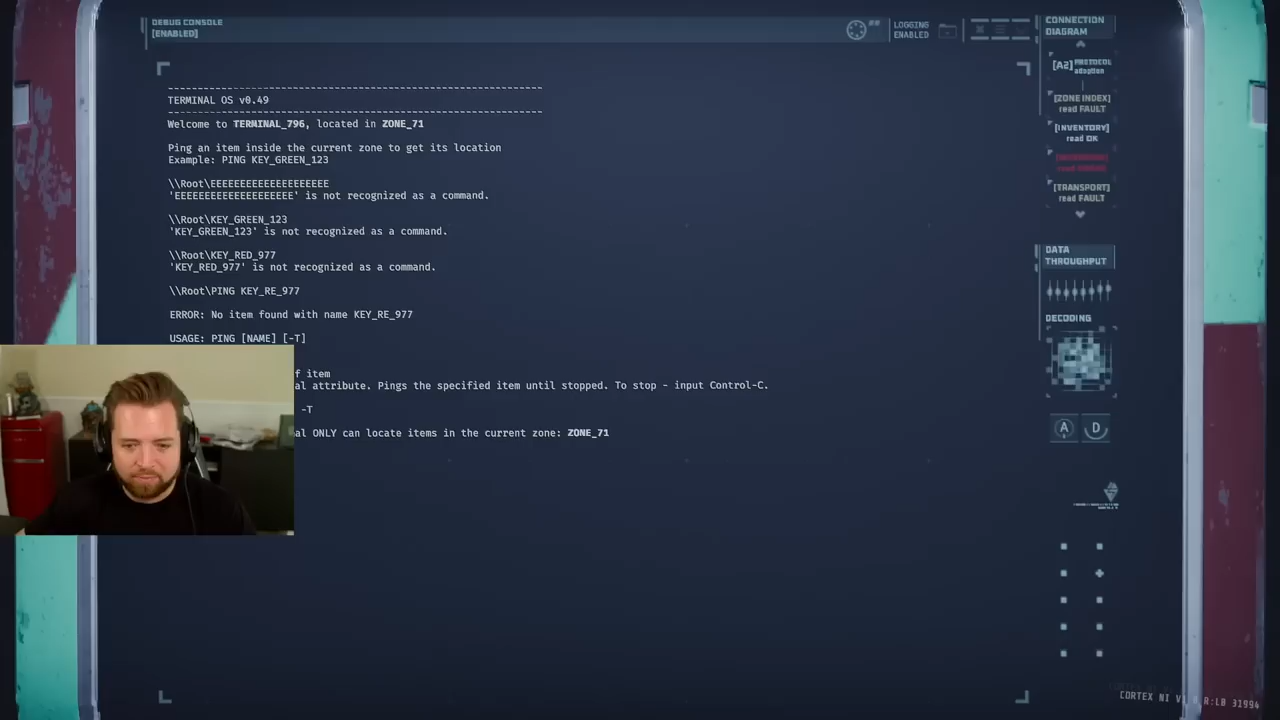 DEBUG CONSOLE
[ENABLED]
LOGGING
ENABLED
CONNECTION
DIAGRAM
[A2] PROTOCOL
adaption
[ZONE INDEX]
read FAULT
[INVENTORY]
read OK
[TRANSPORT]
read FAULT
DATA
THROUGHPUT
DECODING
A D
TERMINAL OS v0.49
Welcome to TERMINAL_796, located in ZONE_71
Ping an item inside the current zone to get its location
Example: PING KEY_GREEN_123
\\Root\EEEEEEEEEEEEEEEEEEEE
'EEEEEEEEEEEEEEEEEEEE' is not recognized as a command.
\\Root\KEY_GREEN_123
'KEY_GREEN_123' is not recognized as a command.
\\Root\KEY_RED_977
'KEY_RED_977' is not recognized as a command.
\\Root\PING KEY_RE_977
ERROR: No item found with name KEY_RE_977
USAGE: PING [NAME] [-T]
f item
al attribute. Pings the specified item until stopped. To stop - input Control-C.
-T
al ONLY can locate items in the current zone: ZONE_71